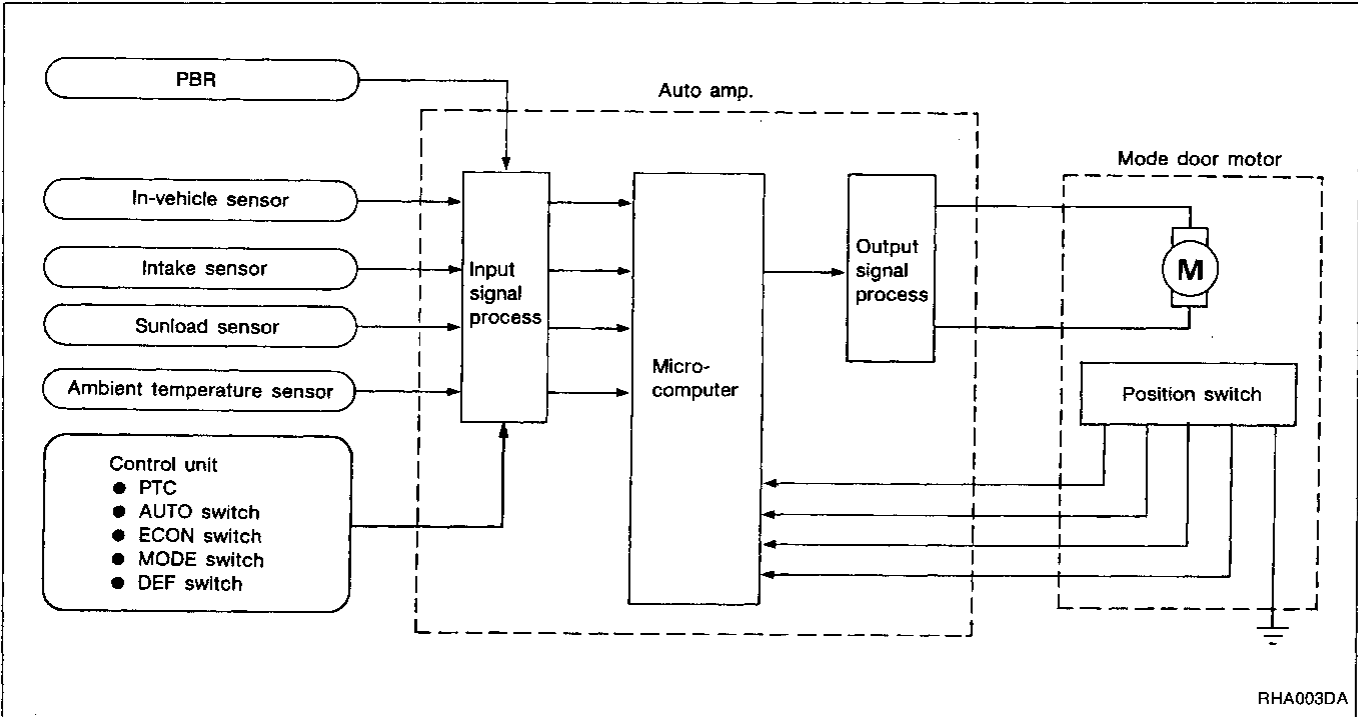 PBR
Auto amp.
Mode door motor
In-vehicle sensor
Intake sensor
Sunload sensor
Ambient temperature sensor
Input
signal
process
Micro-
computer
Output
signal
process
M
Position switch
Control unit
● PTC
● AUTO switch
● ECON switch
● MODE switch
● DEF switch
RHA003DA